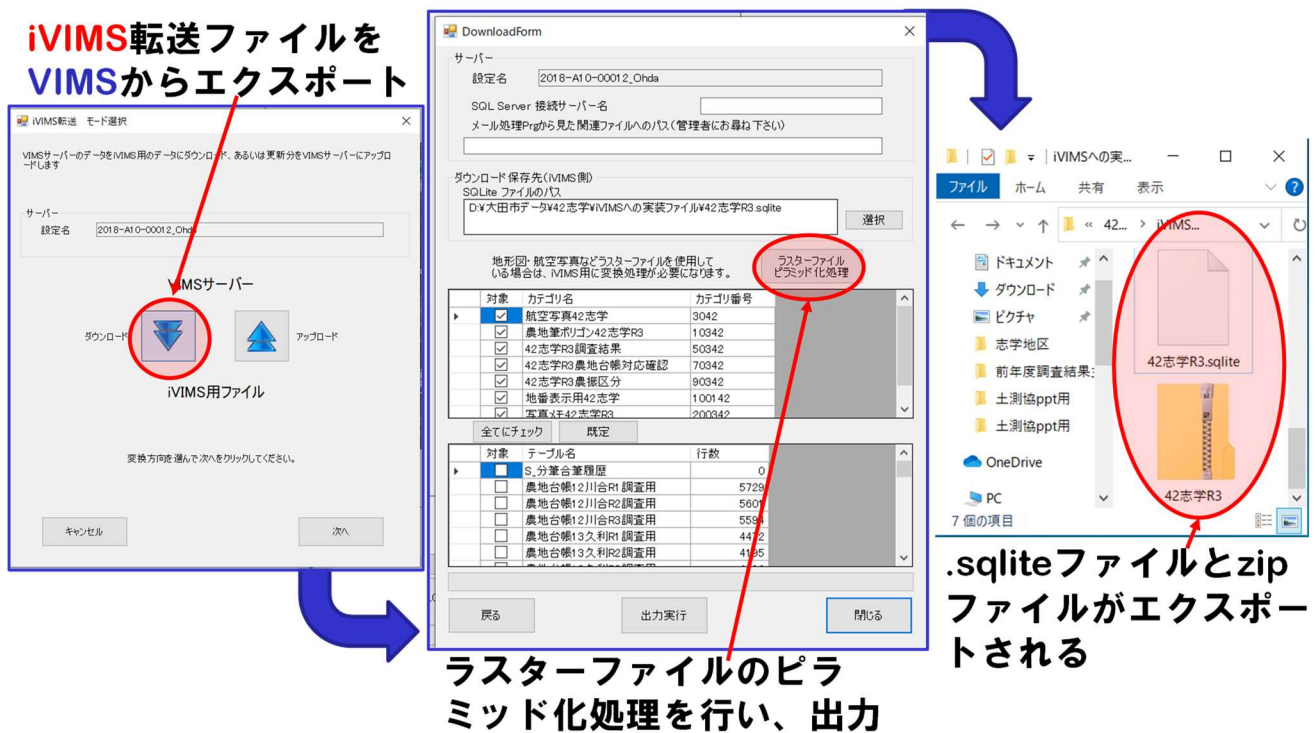 iVIMS転送ファイルを
VIMSからエクスポート
iVIMS転送　モード選択
VIMSサーバーのデータをiVIMS用のデータにダウンロード、あるいは更新分をVIMSサーバーにアップロ
ードします
サーバー
設定名 2018-A10-00012_Ohda
VIMSサーバー
ダウンロード
アップロード
iVIMS用ファイル
変換方向を選んで次へをクリックしてください。
キャンセル
次へ
DownloadForm
サーバー
設定名 2018-A10-00012_Ohda
SQL Server 接続サーバー名
メール処理Prgから見た関連ファイルへのパス(管理者にお尋ね下さい)
ダウンロード保存先(iVIMS側)
SQLite ファイルのパス
D:¥大田市データ¥42志学¥iVIMSへの実装ファイル¥42志学R3.sqlite
選択
地形図・航空写真などラスターファイルを使用して
いる場合は、iVIMS用に変換処理が必要になります。
ラスターファイル
ピラミッド化処理
対象 カテゴリ名 カテゴリ番号
航空写真42志学 3042
農地筆ポリゴン42志学R3 10342
42志学R3調査結果 50342
42志学R3農地台帳対応確認 70342
42志学R3農振区分 90342
地番表示用42志学 100142
写真メモ42志学R3 200342
全てにチェック
既定
対象 テーブル名 行数
S_分筆合筆履歴 0
農地台帳12川合R1調査用 5729
農地台帳12川合R2調査用 5601
農地台帳12川合R3調査用 5594
農地台帳13久利R1調査用 4472
農地台帳13久利R2調査用 4195
戻る
出力実行
閉じる
ラスターファイルのピラ
ミッド化処理を行い、出力
iVIMSへの実...
ファイル ホーム 共有 表示
« 42... › iVIMS...
ドキュメント
ダウンロード
ピクチャ
志学地区
前年度調査結果
土測協ppt用
土測協ppt用
OneDrive
PC
7 個の項目
42志学R3.sqlite
42志学R3
.sqliteファイルとzip
ファイルがエクスポー
トされる